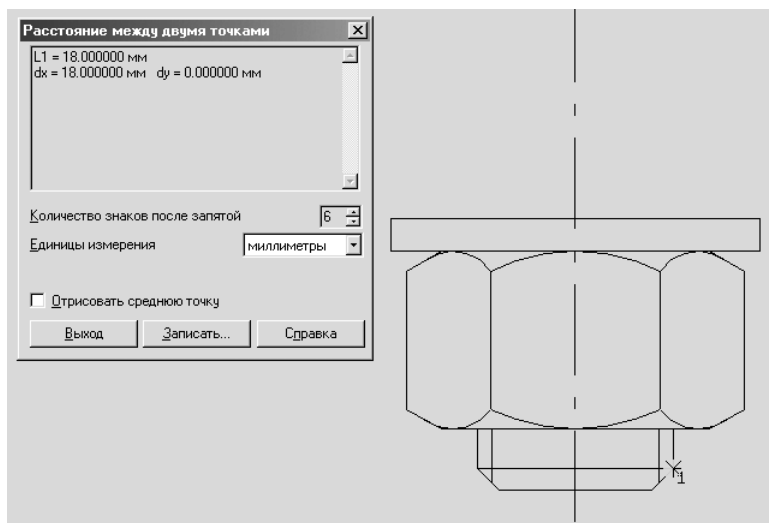 Расстояние между двумя точками
L1 = 18.000000 мм
dx = 18.000000 мм   dy = 0.000000 мм
Количество знаков после запятой 6
Единицы измерения миллиметры
Отрисовать среднюю точку
Выход Записать... Справка
1